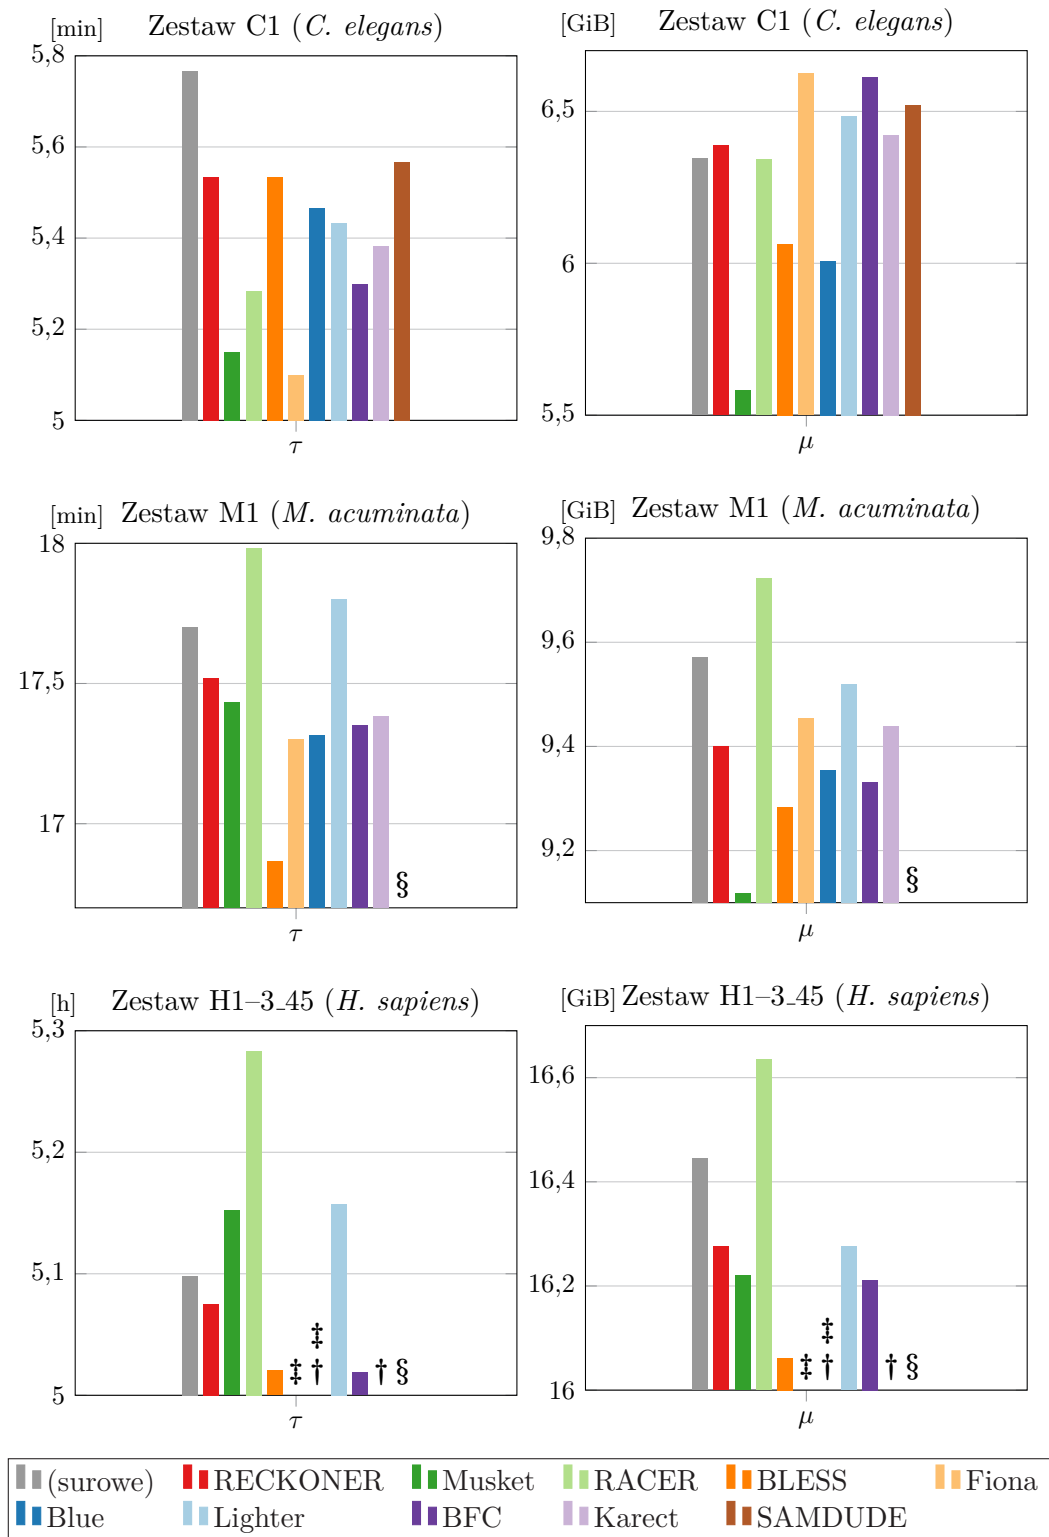 [min] Zestaw C1 (C. elegans)
5,8
5,6
5,4
5,2
5
τ
[GiB] Zestaw C1 (C. elegans)
6,5
6
5,5
μ
[min] Zestaw M1 (M. acuminata)
18
17,5
17
§
τ
[GiB] Zestaw M1 (M. acuminata)
9,8
9,6
9,4
9,2
§
μ
[h] Zestaw H1–3_45 (H. sapiens)
5,3
5,2
5,1
5
‡
‡ † † §
τ
[GiB] Zestaw H1–3_45 (H. sapiens)
16,6
16,4
16,2
16
‡
‡ † † §
μ
(surowe) RECKONER Musket RACER BLESS Fiona
Blue Lighter BFC Karect SAMDUDE